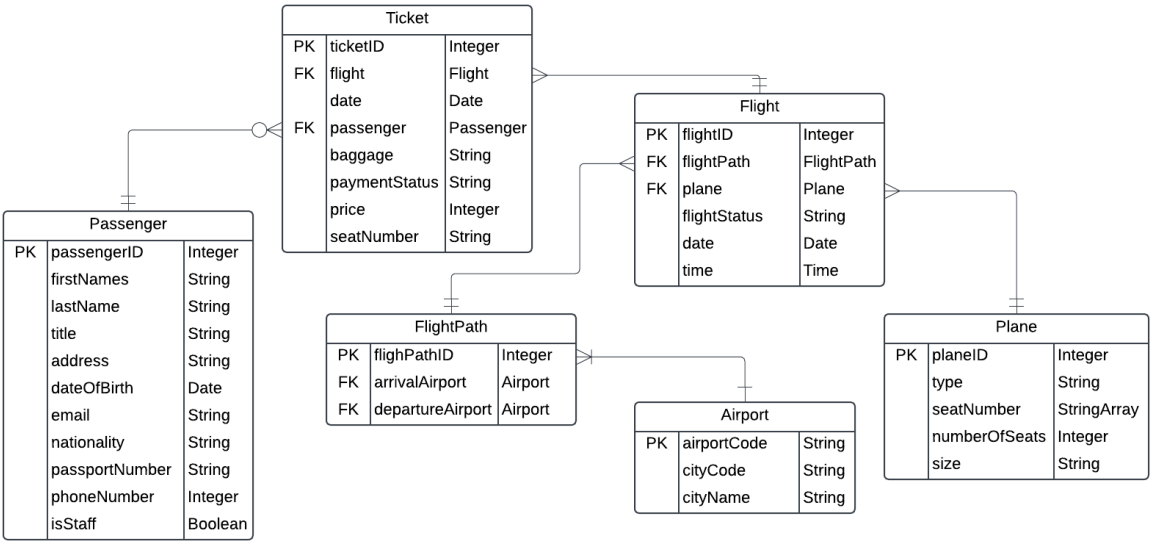 Ticket
PK ticketID Integer
FK flight Flight
date Date
FK passenger Passenger
baggage String
paymentStatus String
price Integer
seatNumber String
Flight
PK flightID Integer
FK flightPath FlightPath
FK plane Plane
flightStatus String
date Date
time Time
Passenger
PK passengerID Integer
firstNames String
lastName String
title String
address String
dateOfBirth Date
email String
nationality String
passportNumber String
phoneNumber Integer
isStaff Boolean
FlightPath
PK flighPathID Integer
FK arrivalAirport Airport
FK departureAirport Airport
Airport
PK airportCode String
cityCode String
cityName String
Plane
PK planeID Integer
type String
seatNumber StringArray
numberOfSeats Integer
size String